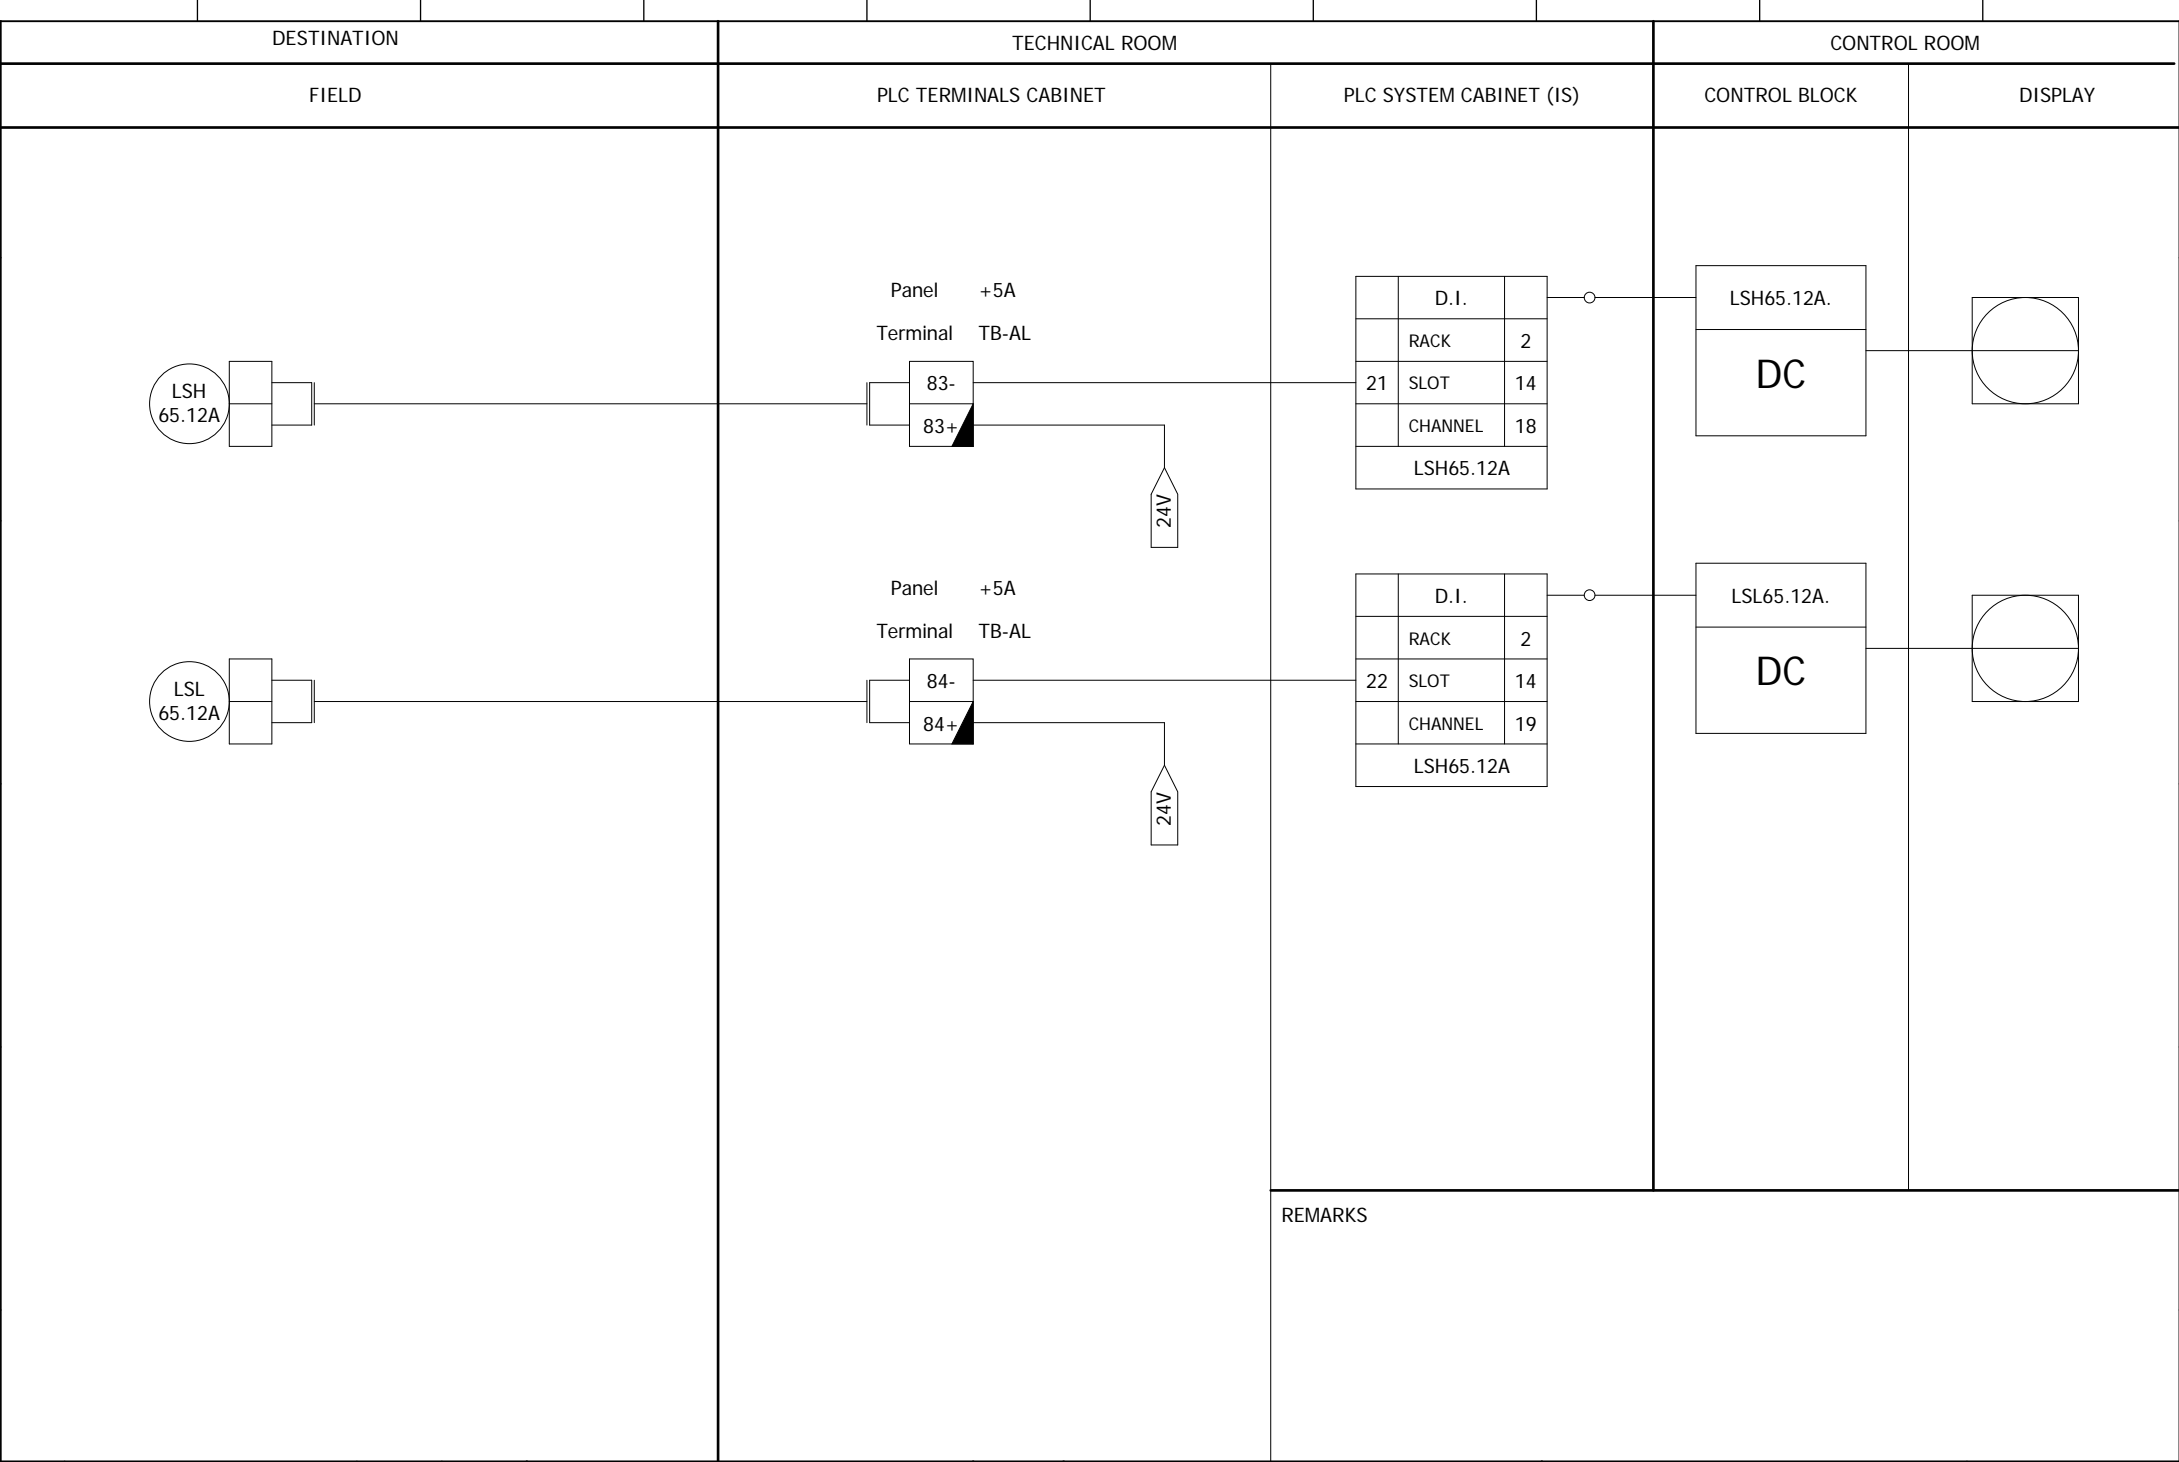 DESTINATION
TECHNICAL ROOM
CONTROL ROOM
FIELD
PLC TERMINALS CABINET
PLC SYSTEM CABINET (IS)
CONTROL BLOCK
DISPLAY
LSH
65.12A
Panel +5A
Terminal TB-AL
83-
83+
24V
D.I.
RACK 2
21 SLOT 14
CHANNEL 18
LSH65.12A
LSH65.12A.
DC
LSL
65.12A
Panel +5A
Terminal TB-AL
84-
84+
24V
D.I.
RACK 2
22 SLOT 14
CHANNEL 19
LSH65.12A
LSL65.12A.
DC
REMARKS